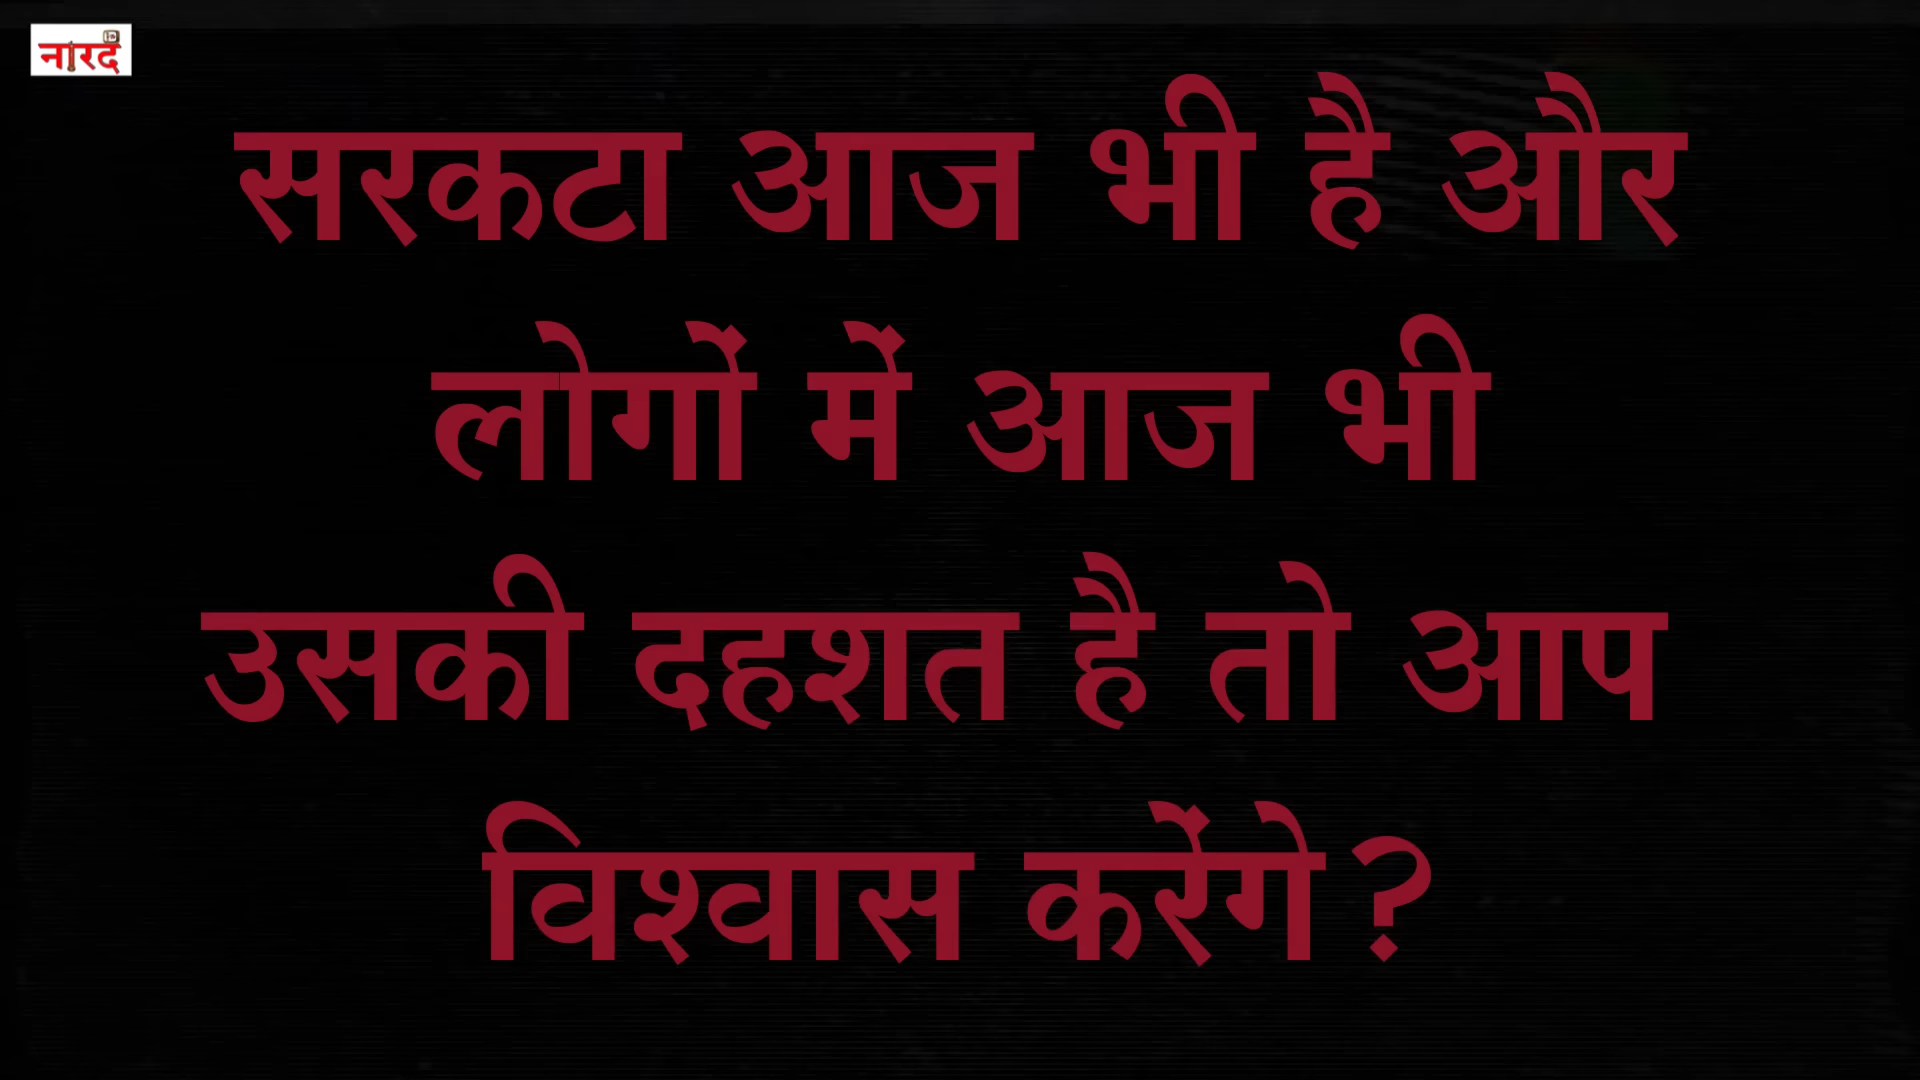 नारद
सरकटा आज भी है और
लोगों में आज भी
उसकी दहशत है तो आप
विश्वास करेंगे?